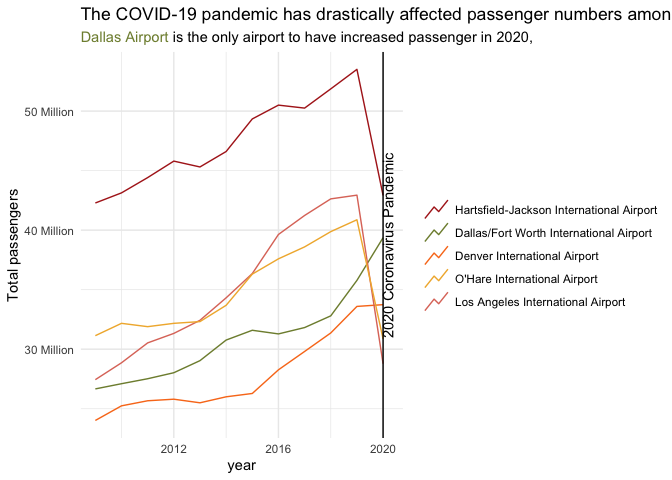 The COVID-19 pandemic has drastically affected passenger numbers amon
Dallas Airport is the only airport to have increased passenger in 2020,
50 Million
40 Million
30 Million
Total passengers
2012
2016
2020
year
2020 Coronavirus Pandemic
Hartsfield-Jackson International Airport
Dallas/Fort Worth International Airport
Denver International Airport
O'Hare International Airport
Los Angeles International Airport